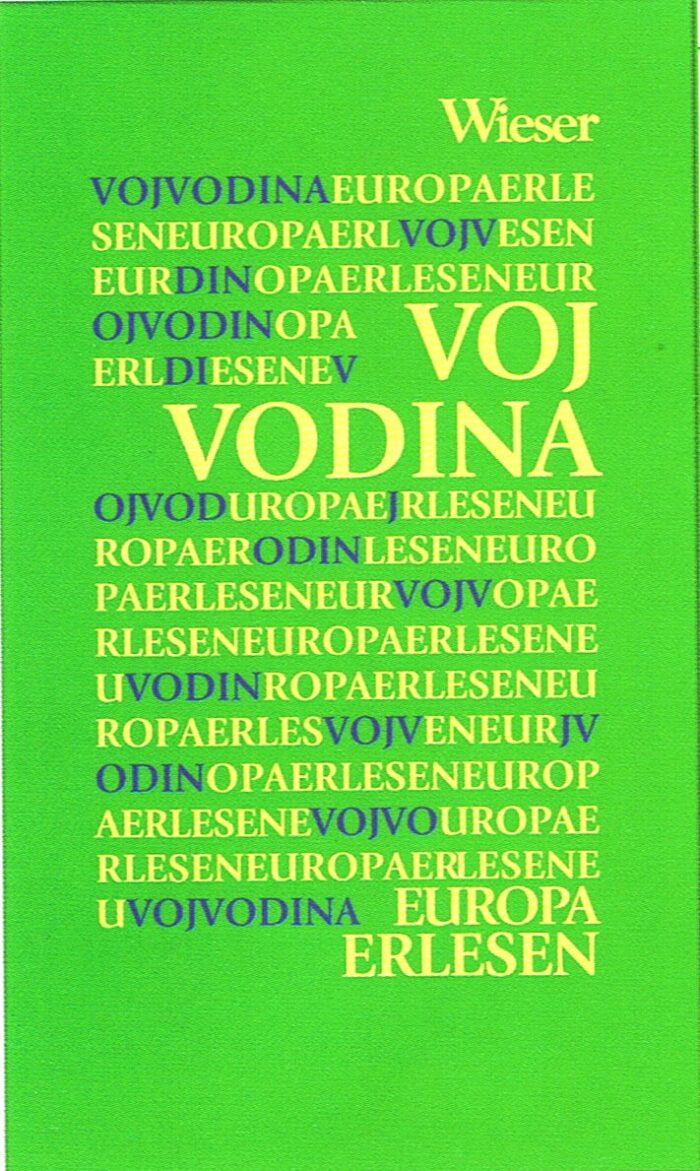 Wieser
VOJVODINAEUROPAERLE
SENEUROPAERLVOJVESEN
EURDINOPAERLESENEUR
OJVODINOPA
VOJ
ERLDIESENEV
VODINA
OJVODUROPAEJRLESENEU
ROPAERODINLESENEURO
PAERLESENEURVOJVOPAE
RLESENEUROPAERLESENE
UVODINROPAERLESENEU
ROPAERLESVOJVENEURJV
ODINOPAERLESENEUROP
AERLESENEVOJVOUROPAE
RLESENEUROPAERLESENE
UVOJVODINA EUROPA
ERLESEN